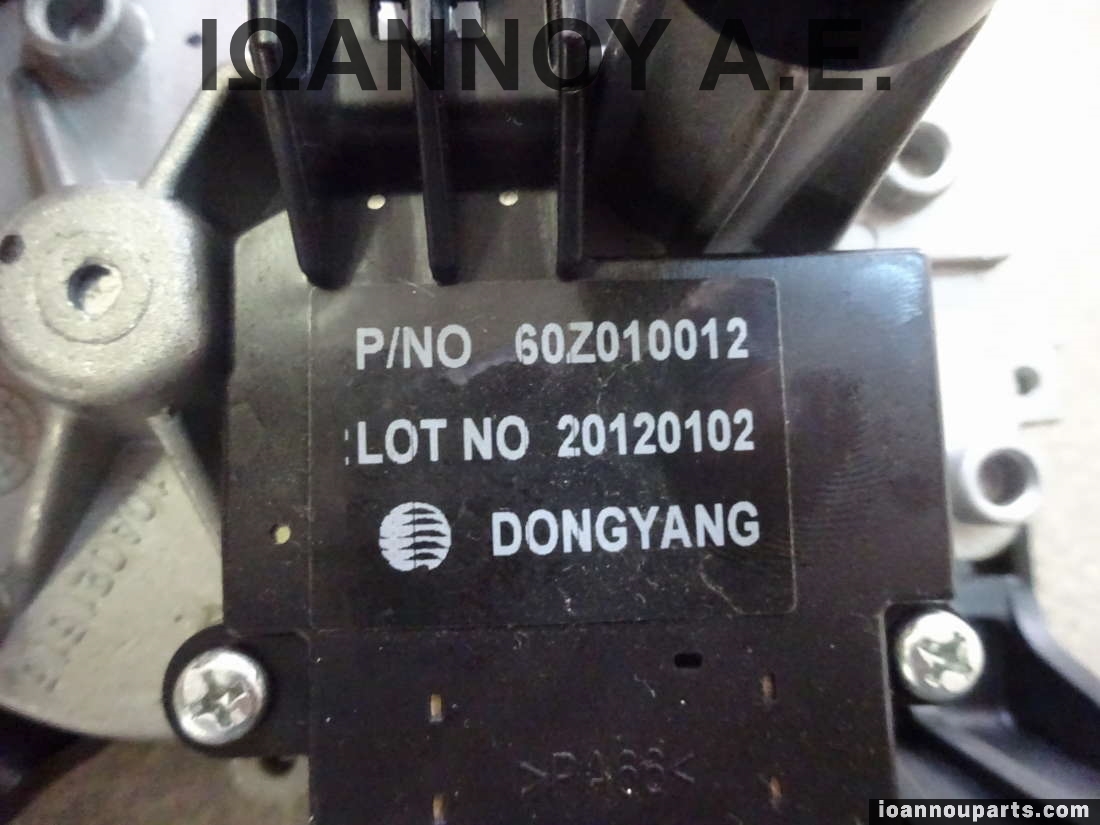 ΙΩΑΝΝΟΥ Α.Ε.
P/NO 60Z010012
LOT NO 20120102
DONGYANG
>PA66<
ioannouparts.com